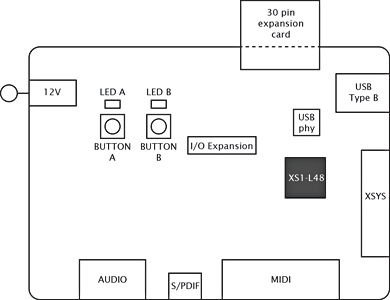 30 pin
expansion
card
12V
LED A
LED B
USB
Type B
USB
phy
BUTTON
A
BUTTON
B
I/O Expansion
XS1-L48
XSYS
AUDIO
S/PDIF
MIDI